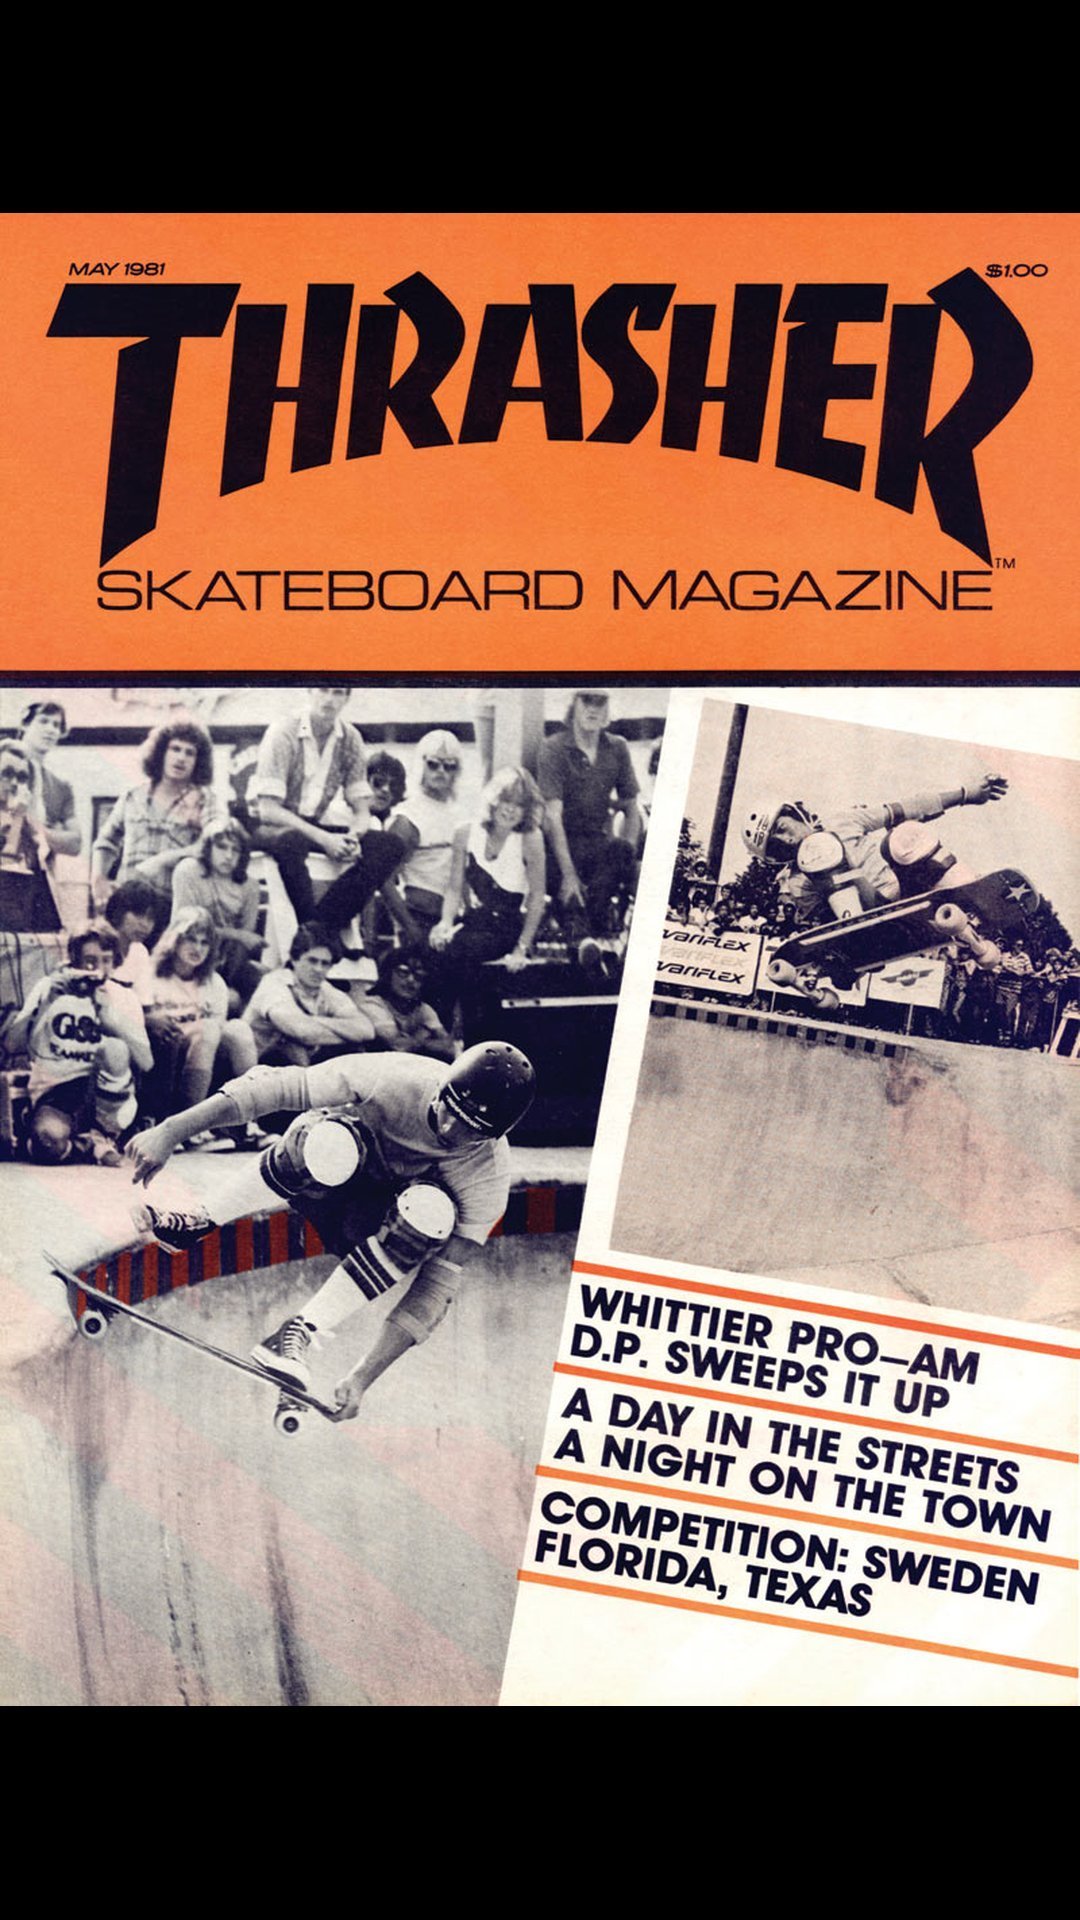 MAY 1981
$1.00
THRASHER
TM
SKATEBOARD MAGAZINE
VARIFLEX
VARIFLEX
VARIFLEX
WHITTIER PRO–AM
D.P. SWEEPS IT UP
A DAY IN THE STREETS
A NIGHT ON THE TOWN
COMPETITION: SWEDEN
FLORIDA, TEXAS